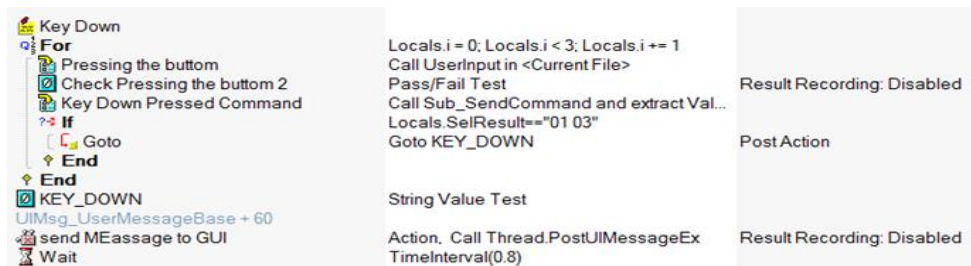 Key Down
For Locals.i = 0; Locals.i < 3; Locals.i += 1
Pressing the buttom Call UserInput in <Current File>
Check Pressing the buttom 2 Pass/Fail Test Result Recording: Disabled
Key Down Pressed Command Call Sub_SendCommand and extract Val...
If Locals.SelResult=="01 03"
Goto Goto KEY_DOWN Post Action
End
End
KEY_DOWN String Value Test
UIMsg_UserMessageBase + 60
send MEassage to GUI Action, Call Thread.PostUIMessageEx Result Recording: Disabled
Wait TimeInterval(0.8)